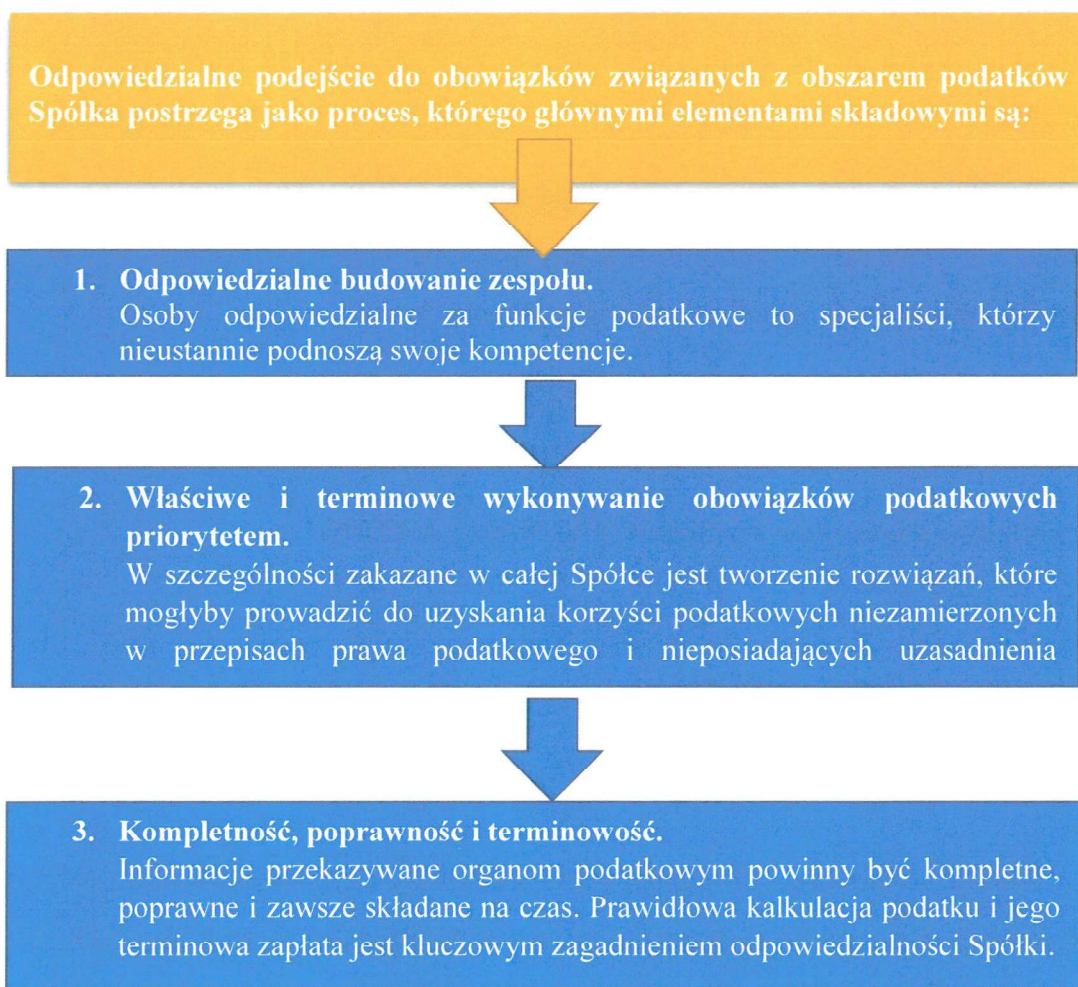 Odpowiedzialne podejście do obowiązków związanych z obszarem podatków
Spółka postrzega jako proces, którego głównymi elementami składowymi są:
1. Odpowiedzialne budowanie zespołu.
Osoby odpowiedzialne za funkcje podatkowe to specjaliści, którzy
nieustannie podnoszą swoje kompetencje.
2. Właściwe i terminowe wykonywanie obowiązków podatkowych
priorytetem.
W szczególności zakazane w całej Spółce jest tworzenie rozwiązań, które
mogłyby prowadzić do uzyskania korzyści podatkowych niezamierzonych
w przepisach prawa podatkowego i nieposiadających uzasadnienia
3. Kompletność, poprawność i terminowość.
Informacje przekazywane organom podatkowym powinny być kompletne,
poprawne i zawsze składane na czas. Prawidłowa kalkulacja podatku i jego
terminowa zapłata jest kluczowym zagadnieniem odpowiedzialności Spółki.